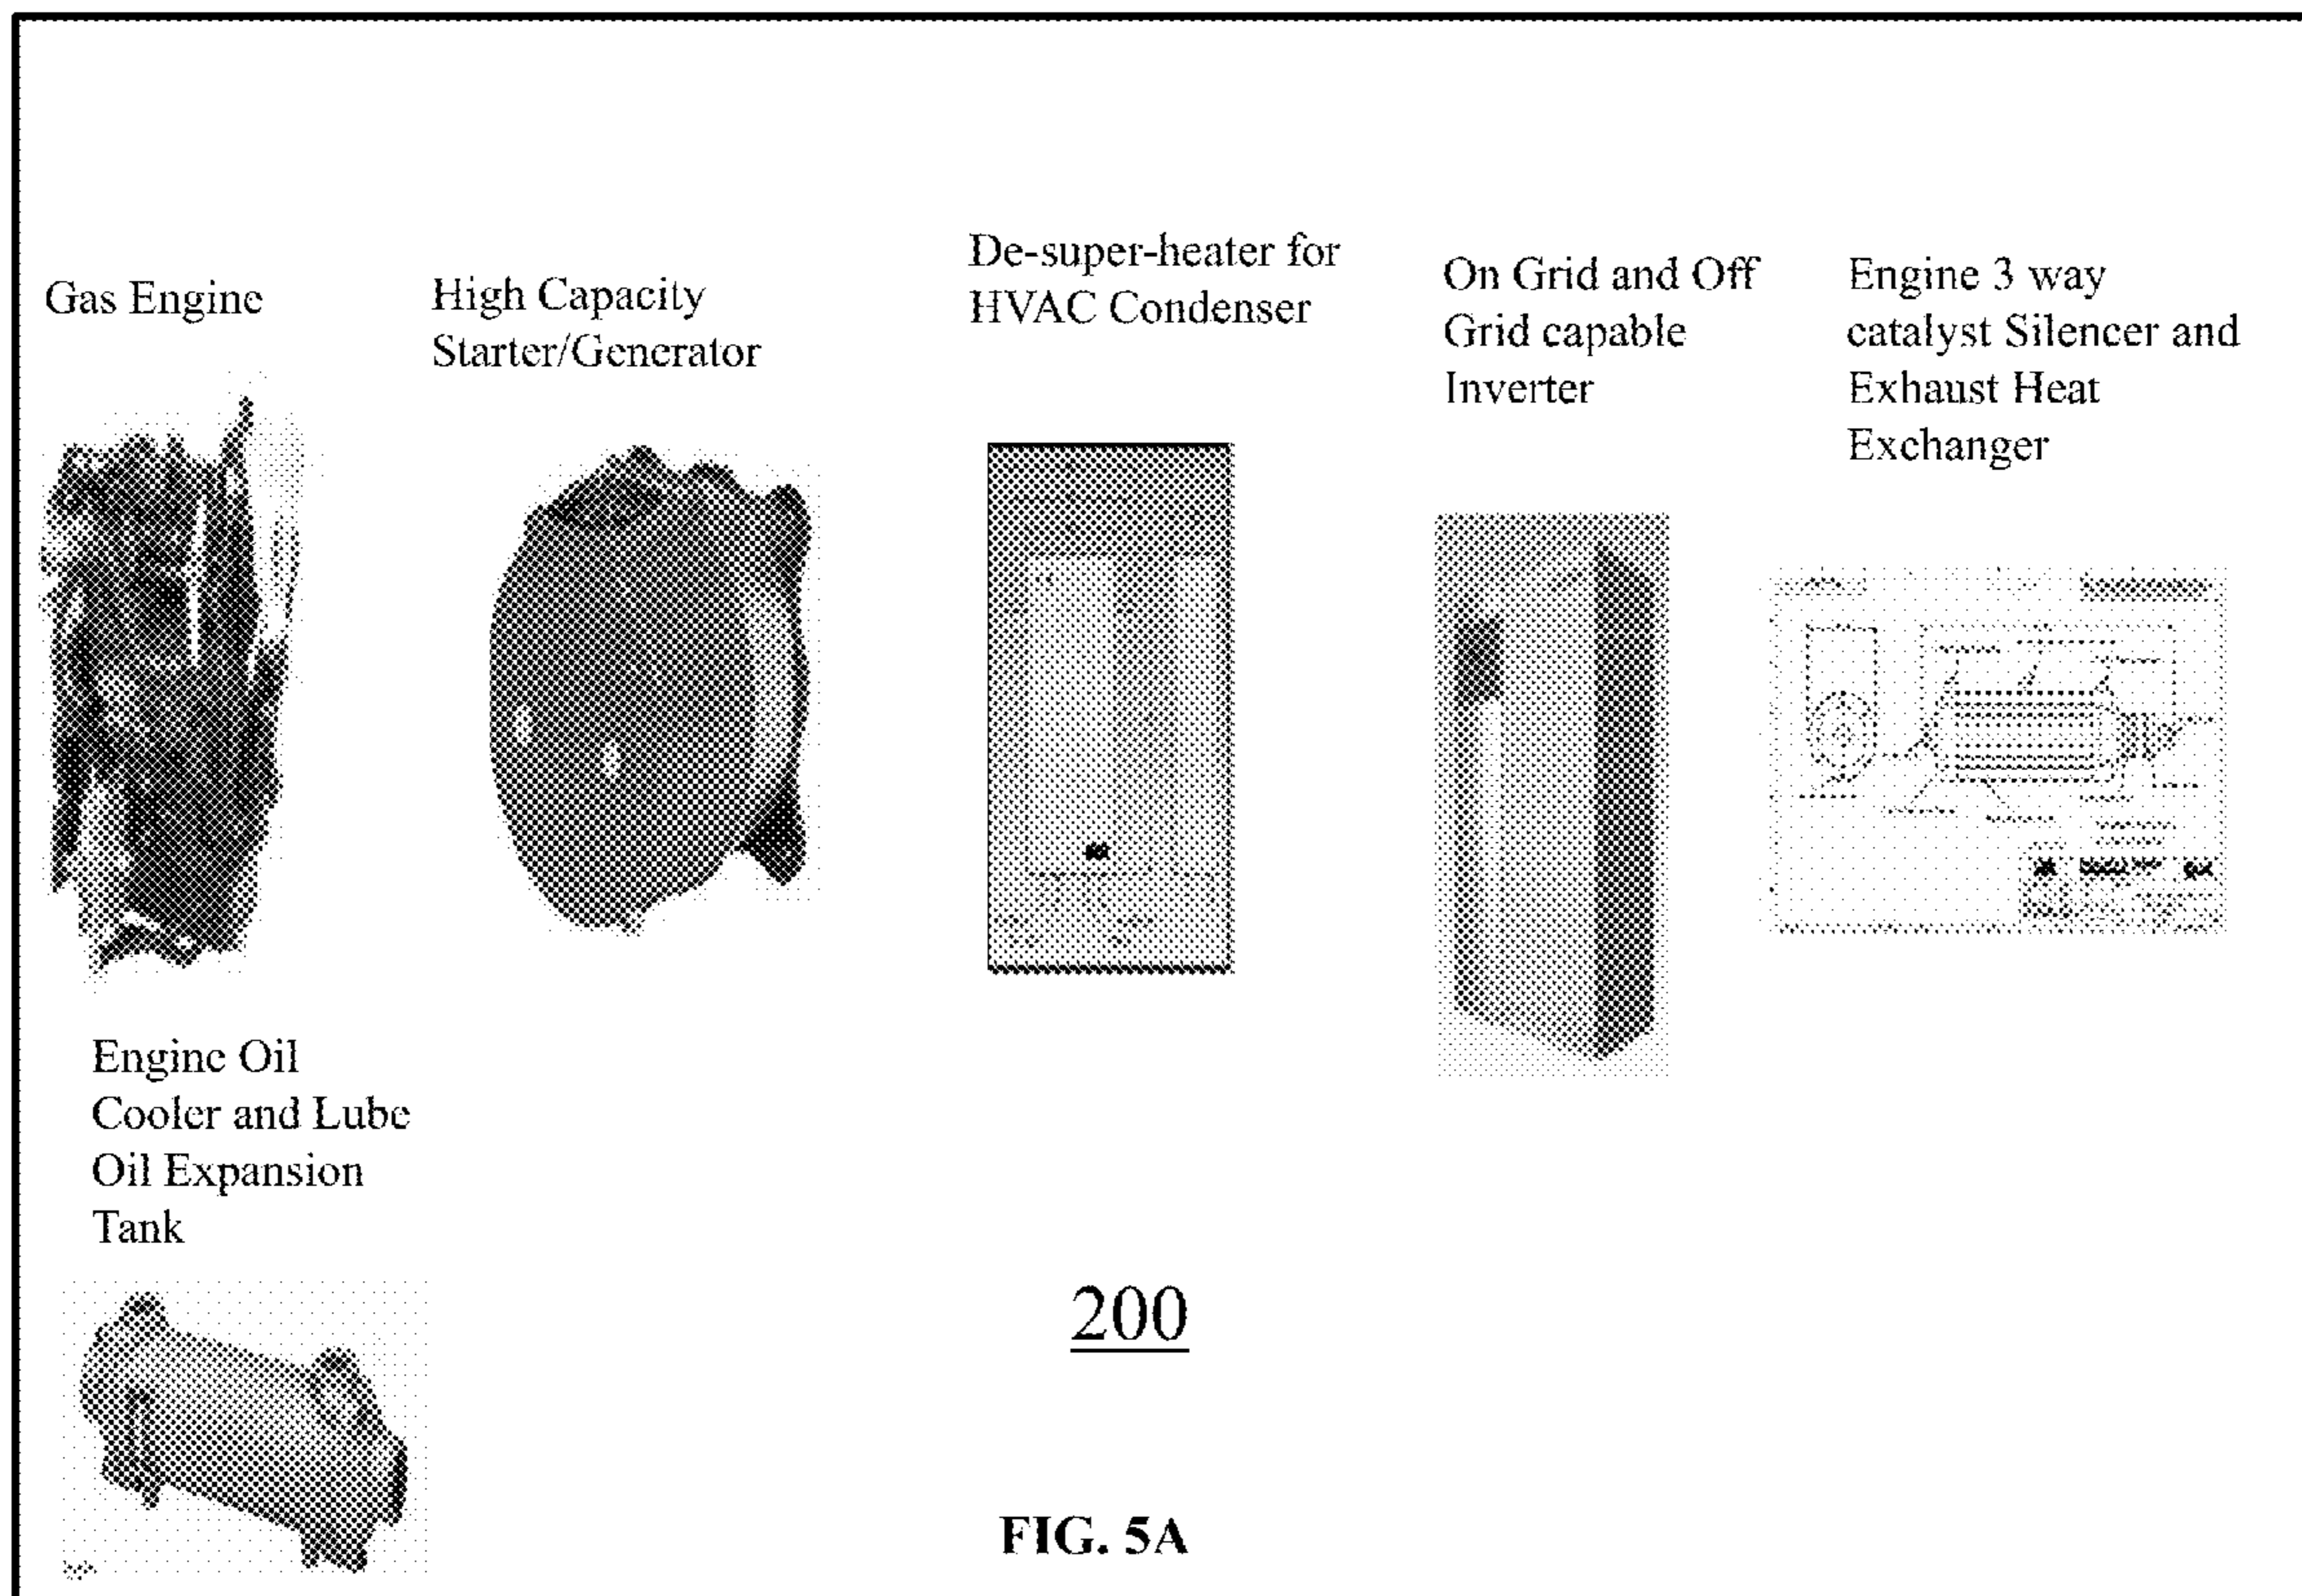 Gas Engine
High Capacity
Starter/Generator
De-super-heater for
HVAC Condenser
On Grid and Off
Grid capable
Inverter
Engine 3 way
catalyst Silencer and
Exhaust Heat
Exchanger
Engine Oil
Cooler and Lube
Oil Expansion
Tank
200
FIG. 5A